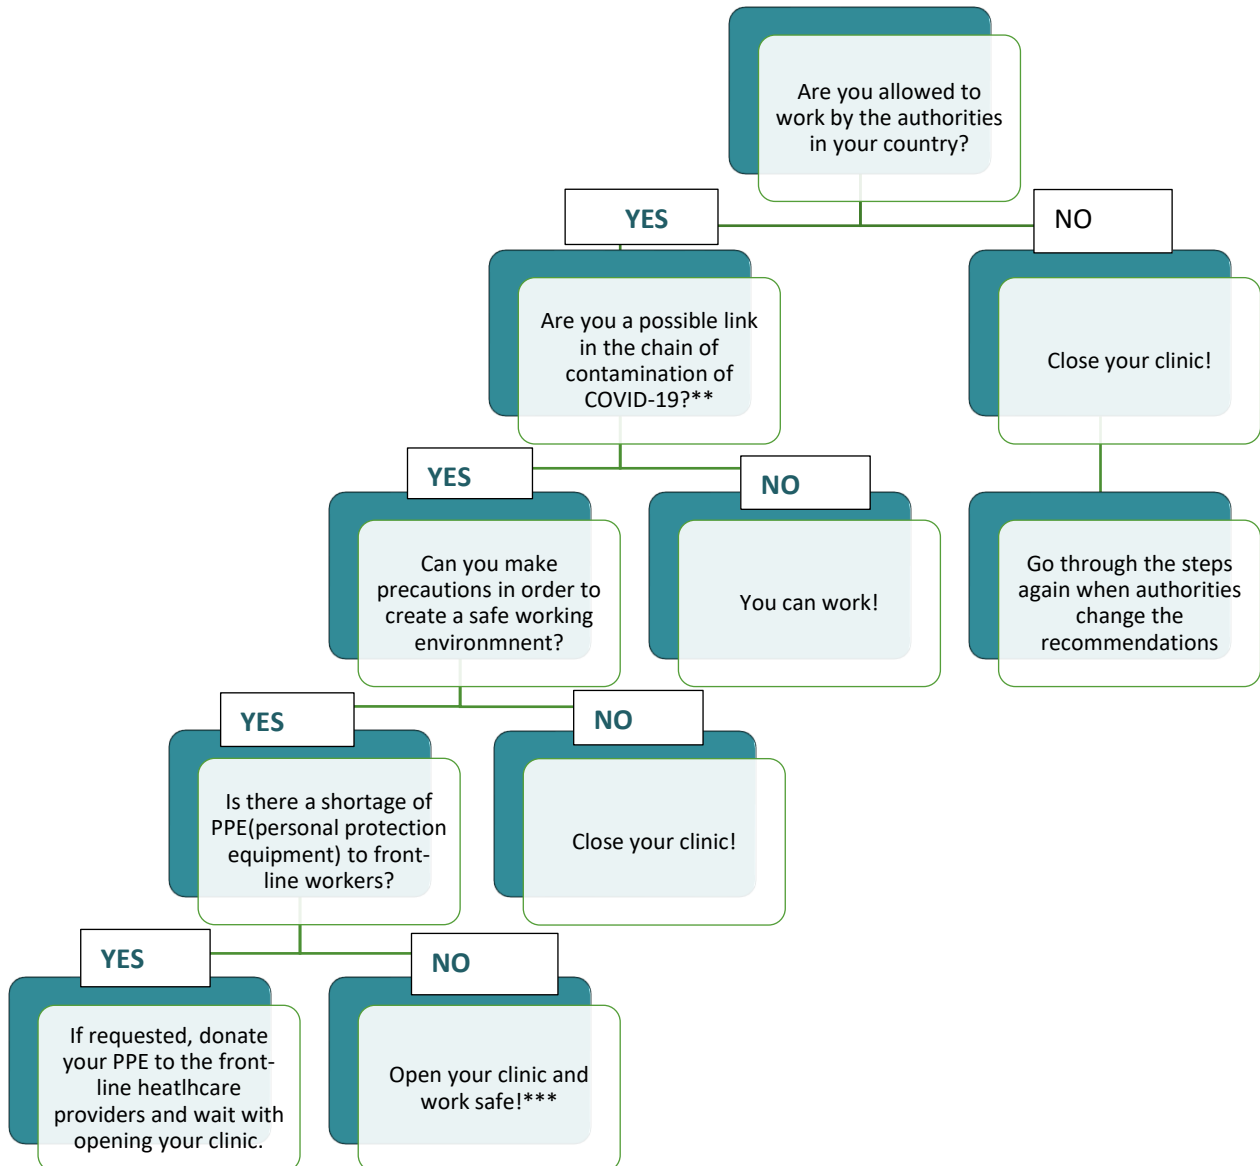 Are you allowed to
work by the authorities
in your country?
YES
NO
Are you a possible link
in the chain of
contamination of
COVID-19?**
Close your clinic!
YES
NO
Can you make
precautions in order to
create a safe working
environmnent?
You can work!
Go through the steps
again when authorities
change the
recommendations
YES
NO
Is there a shortage of
PPE(personal protection
equipment) to front-
line workers?
Close your clinic!
YES
NO
If requested, donate
your PPE to the front-
line heatlhcare
providers and wait with
opening your clinic.
Open your clinic and
work safe!***